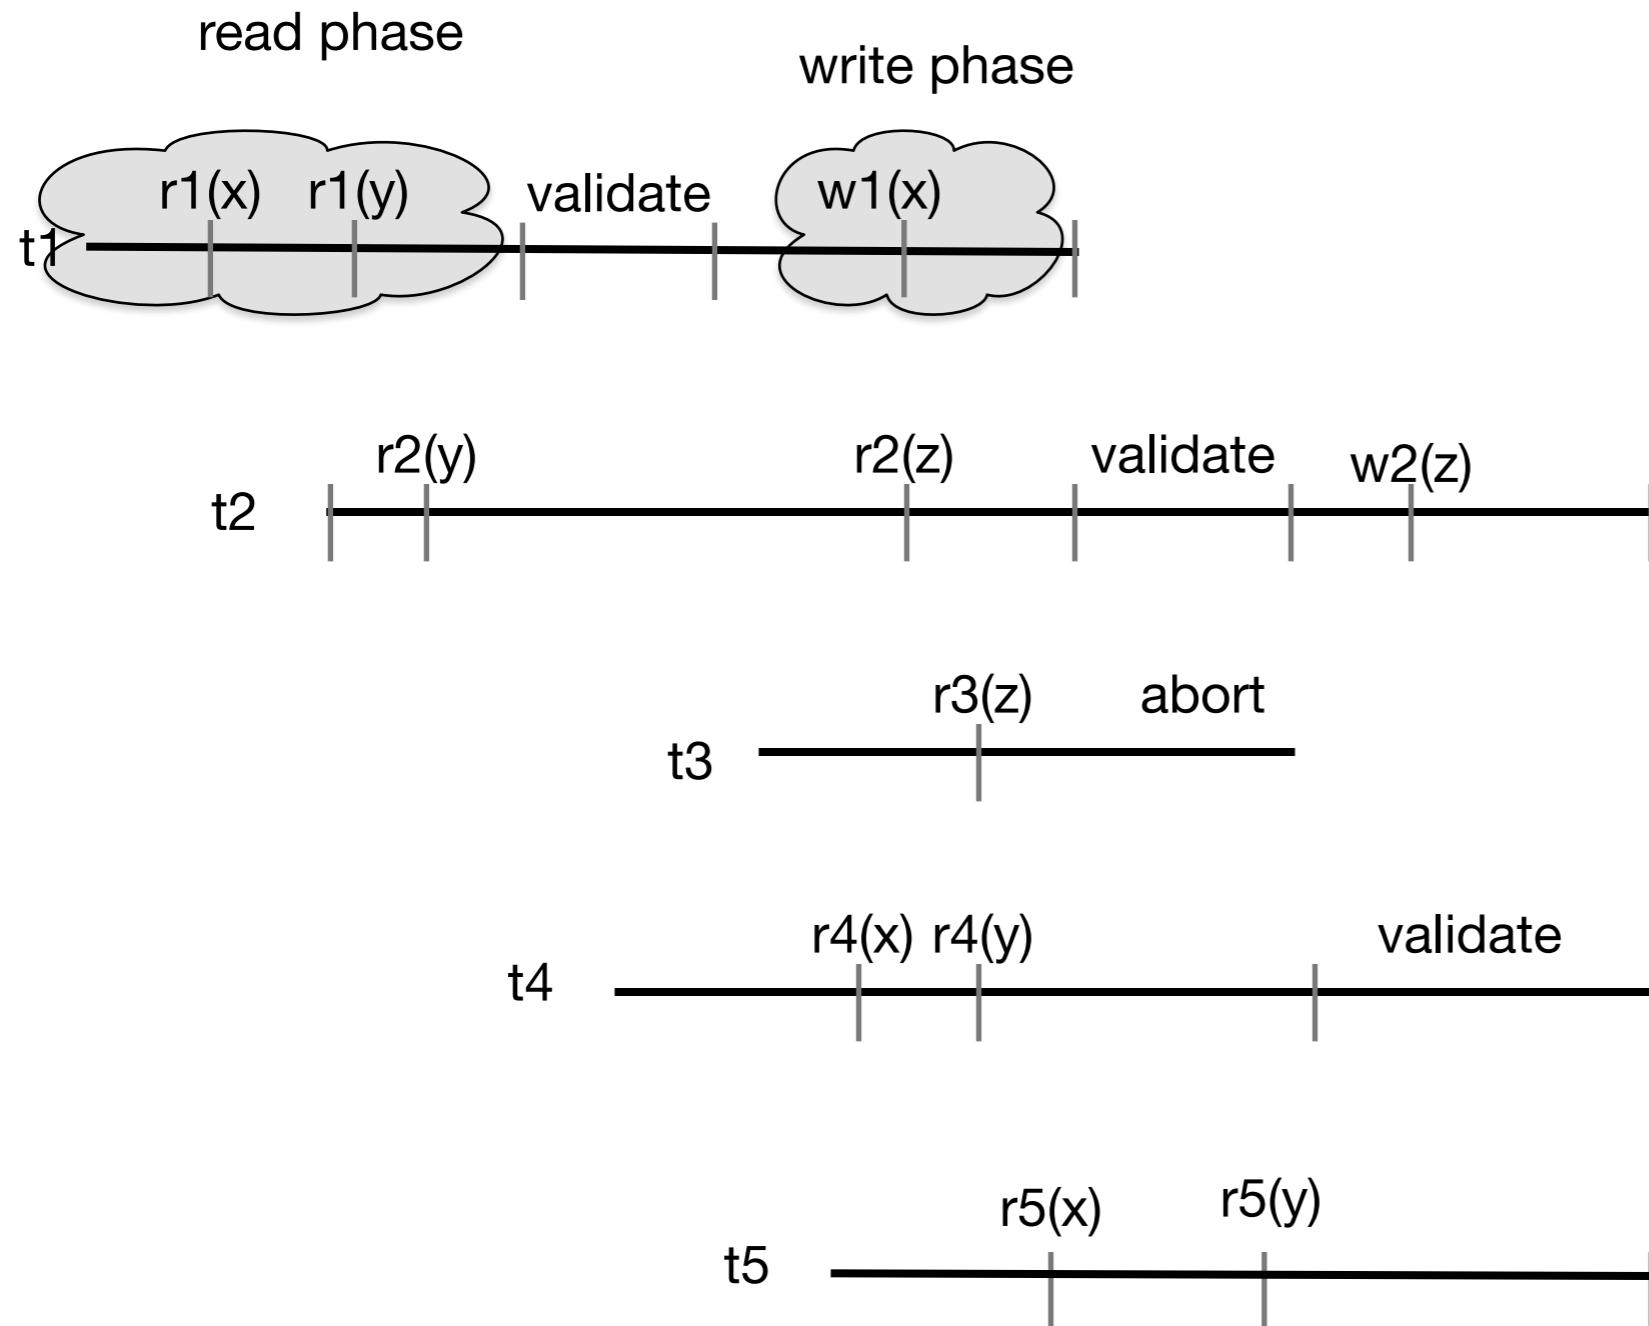 read phase
write phase
r1(x) r1(y) validate w1(x)
t1
r2(y) r2(z) validate w2(z)
t2
r3(z) abort
t3
r4(x) r4(y) validate
t4
r5(x) r5(y)
t5